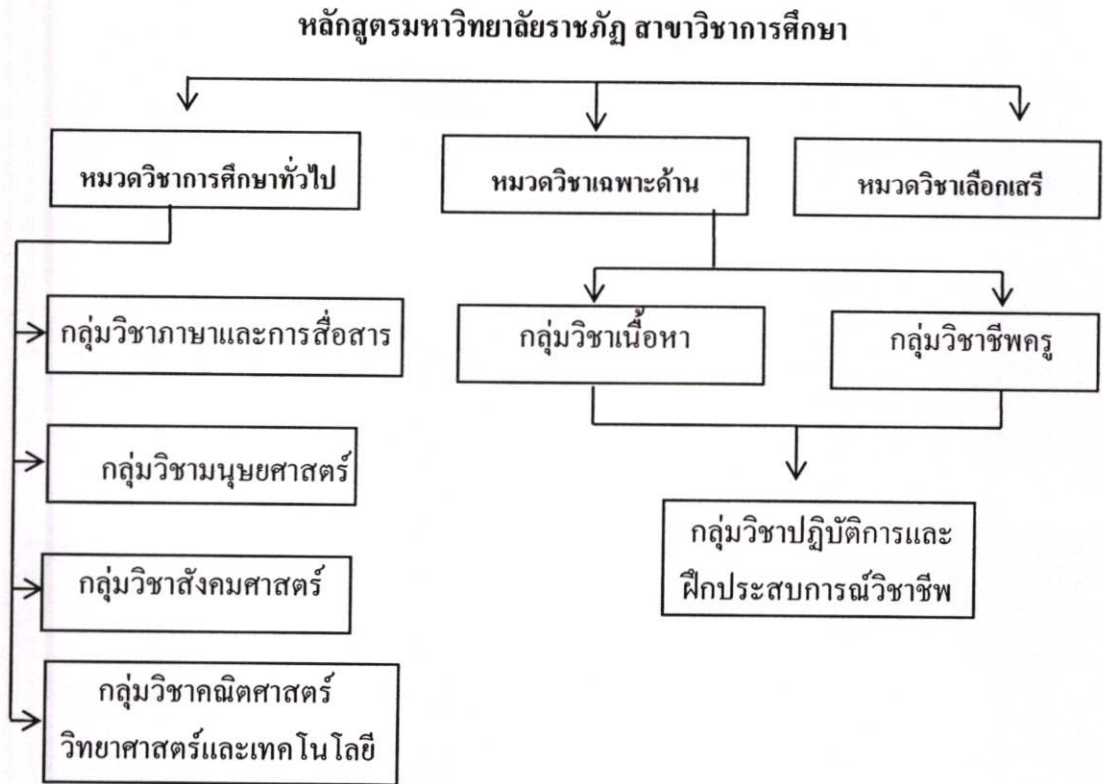 หลักสูตรมหาวิทยาลัยราชภัฏ สาขาวิชาการศึกษา
หมวดวิชาการศึกษาทั่วไป
หมวดวิชาเฉพาะด้าน
หมวดวิชาเลือกเสรี
กลุ่มวิชาภาษาและการสื่อสาร
กลุ่มวิชาเนื้อหา
กลุ่มวิชาชีพครู
กลุ่มวิชามนุษยศาสตร์
กลุ่มวิชาปฏิบัติการและ
ฝึกประสบการณ์วิชาชีพ
กลุ่มวิชาสังคมศาสตร์
กลุ่มวิชาคณิตศาสตร์
วิทยาศาสตร์และเทคโนโลยี